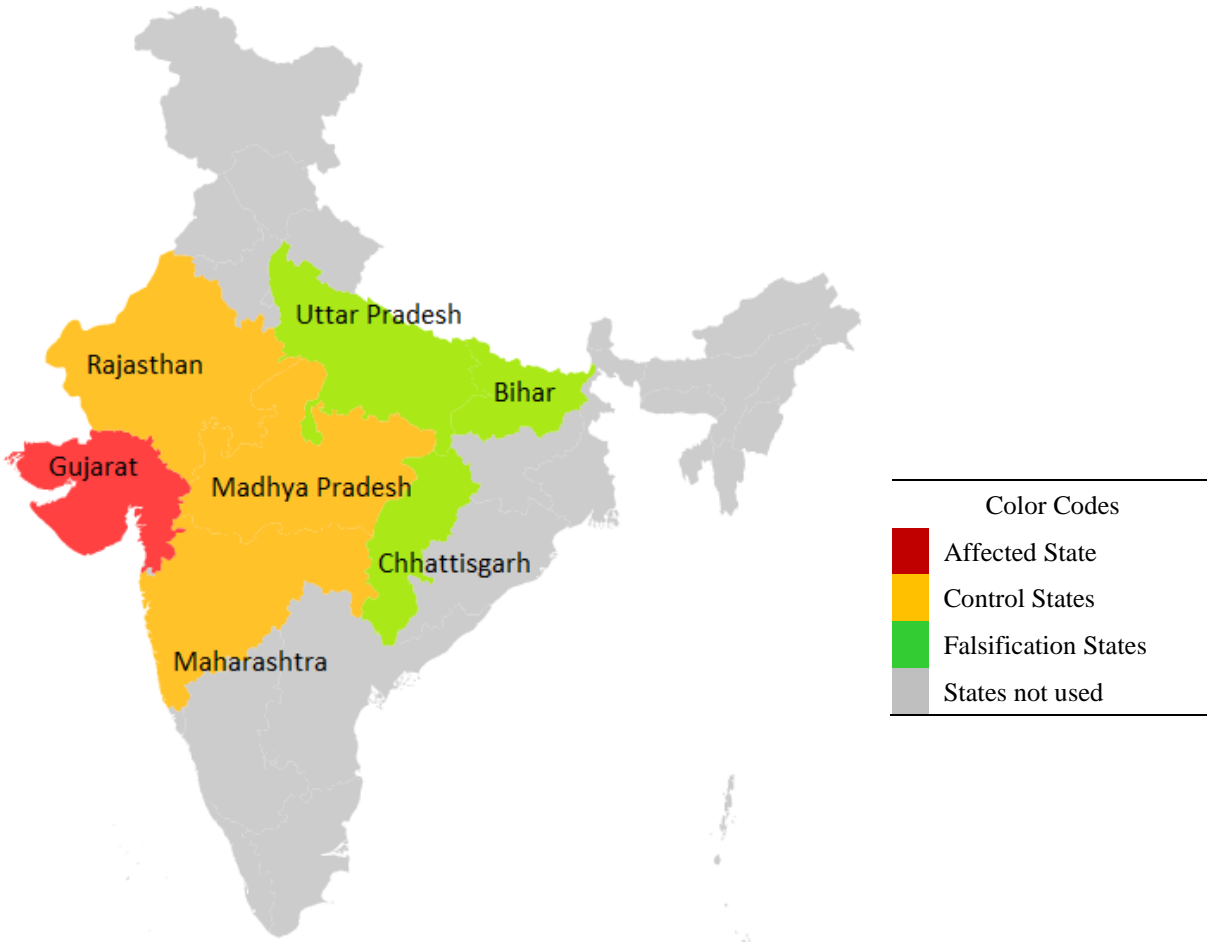 Uttar Pradesh
Rajasthan
Bihar
Gujarat
Madhya Pradesh
Chhattisgarh
Maharashtra
Color Codes
Affected State
Control States
Falsification States
States not used